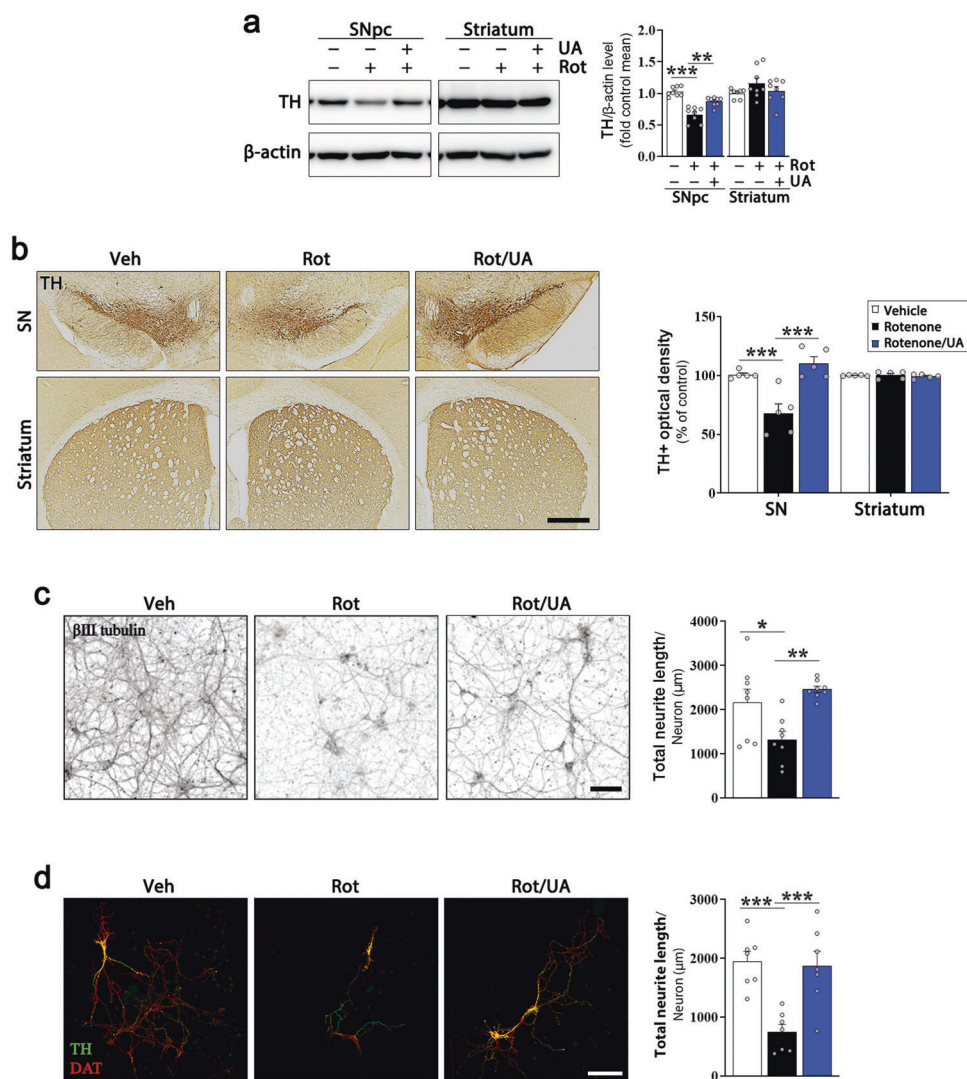 a
SNpc Striatum
– – + – – + UA
– + + – + + Rot
TH
β-actin
TH/β-actin level
(fold control mean)
2.0
1.5
1.0
0.5
0.0
*** **
– + + – + + Rot
– – + – – + UA
SNpc Striatum
b
Veh Rot Rot/UA
TH
SN
Striatum
TH+ optical density
(% of control)
150
100
50
0
*** ***
Vehicle
Rotenone
Rotenone/UA
SN Striatum
c
Veh Rot Rot/UA
βIII tubulin
Total neurite length/
Neuron (μm)
4000
3000
2000
1000
0
* **
d
Veh Rot Rot/UA
TH
DAT
Total neurite length/
Neuron (μm)
3000
2000
1000
0
*** ***